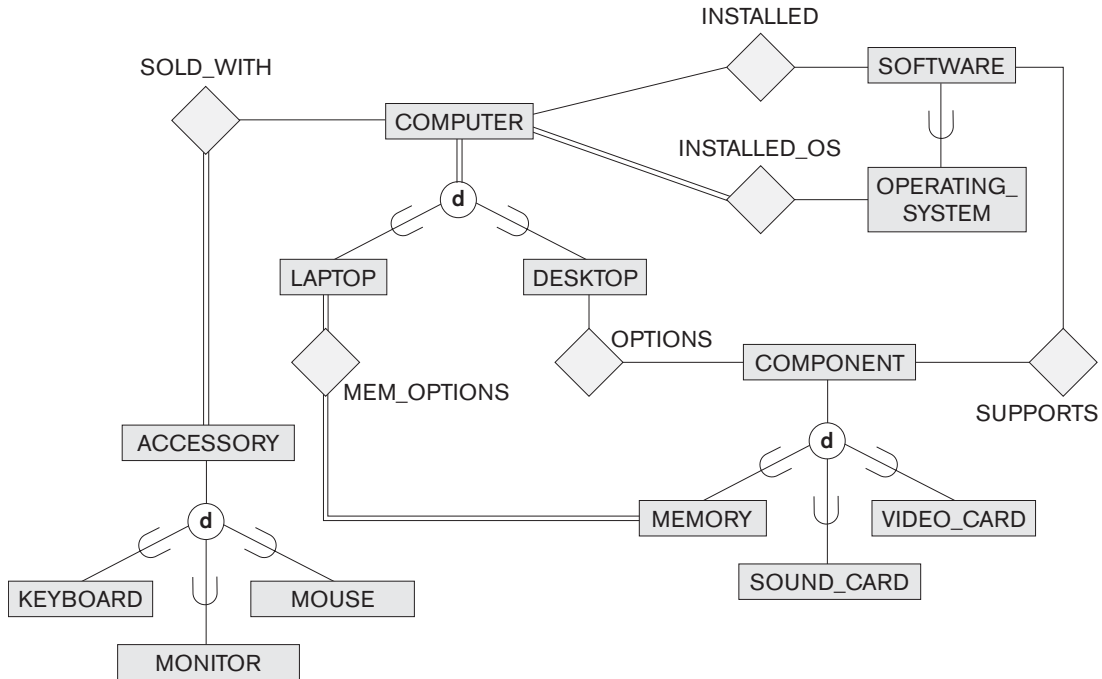 INSTALLED
SOLD_WITH
SOFTWARE
COMPUTER
INSTALLED_OS
d
OPERATING_
SYSTEM
LAPTOP
DESKTOP
OPTIONS
COMPONENT
MEM_OPTIONS
SUPPORTS
ACCESSORY
d
MEMORY
VIDEO_CARD
d
SOUND_CARD
KEYBOARD
MOUSE
MONITOR